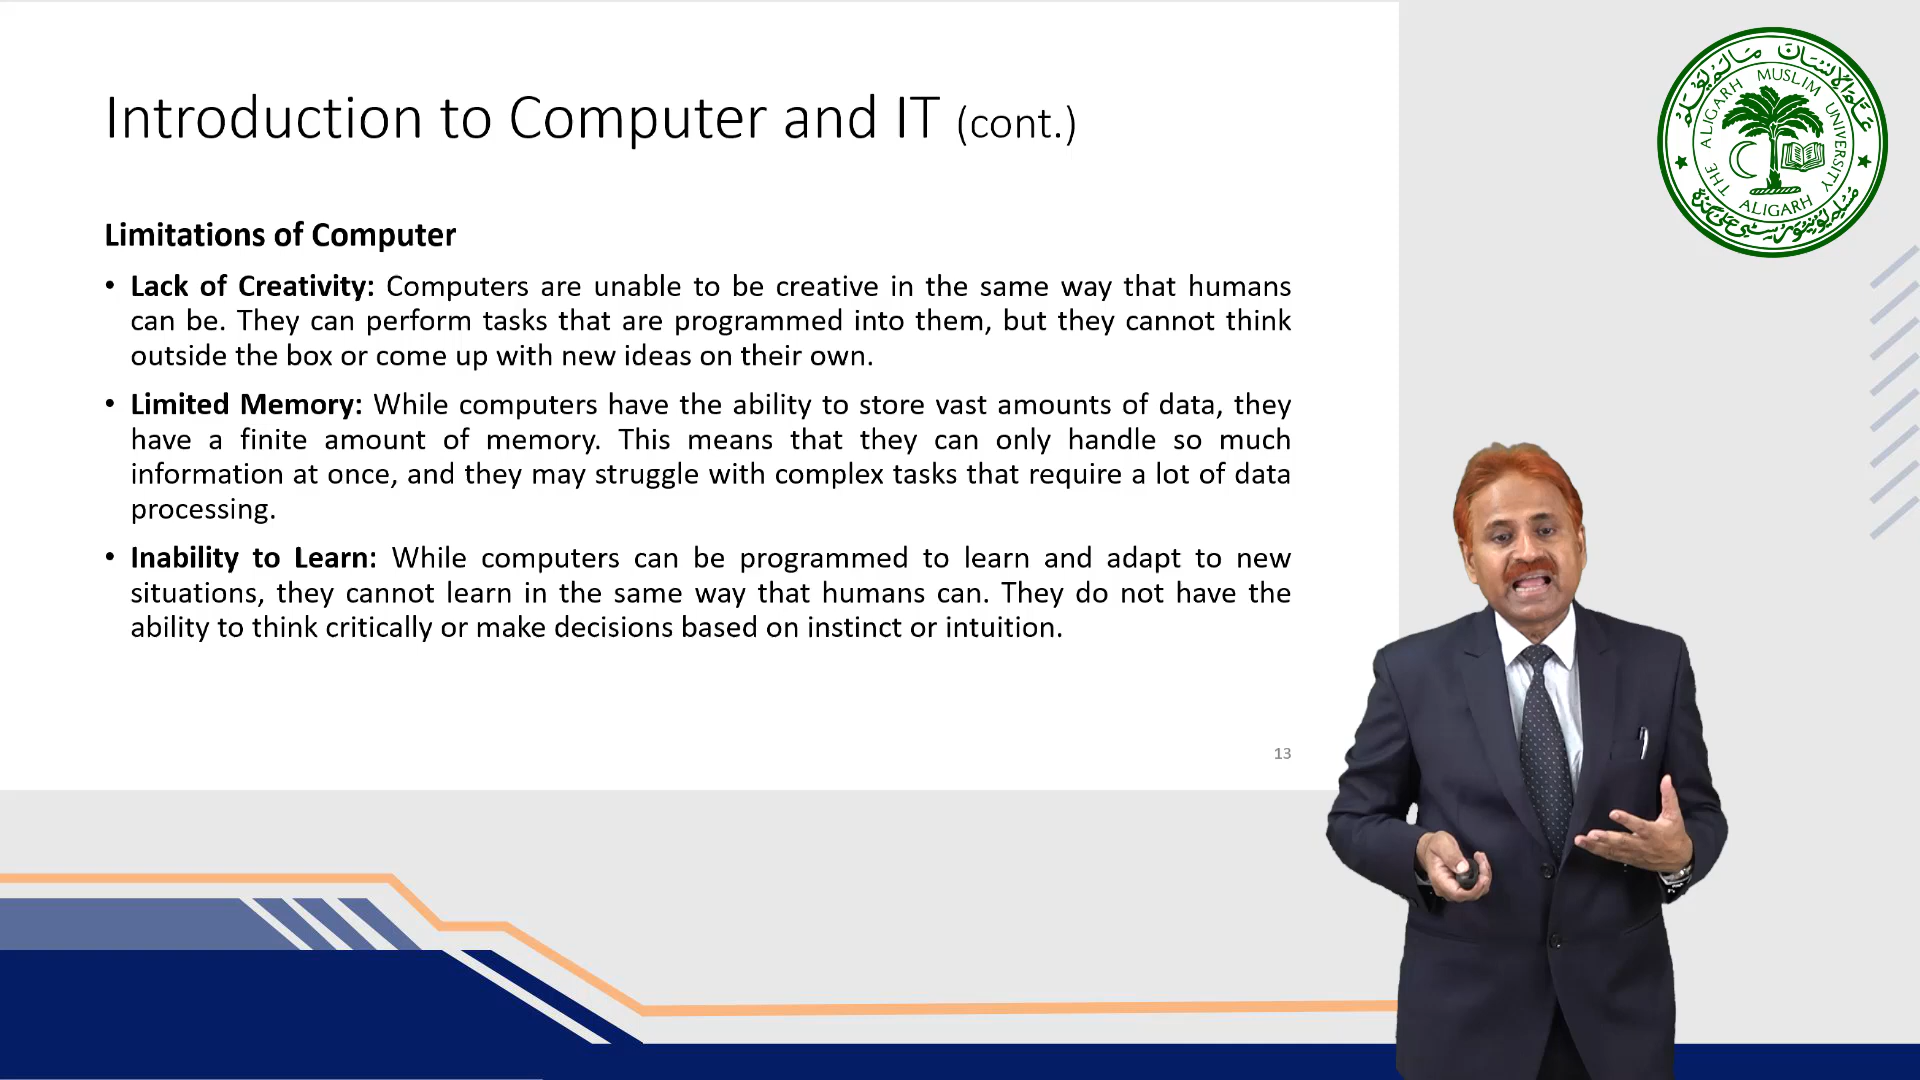 Introduction to Computer and IT (cont.)
Limitations of Computer
• Lack of Creativity: Computers are unable to be creative in the same way that humans
can be. They can perform tasks that are programmed into them, but they cannot think
outside the box or come up with new ideas on their own.
• Limited Memory: While computers have the ability to store vast amounts of data, they
have a finite amount of memory. This means that they can only handle so much
information at once, and they may struggle with complex tasks that require a lot of data
processing.
• Inability to Learn: While computers can be programmed to learn and adapt to new
situations, they cannot learn in the same way that humans can. They do not have the
ability to think critically or make decisions based on instinct or intuition.
13
علم الإنسان مالم يعلم
THE ALIGARH MUSLIM UNIVERSITY
ALIGARH